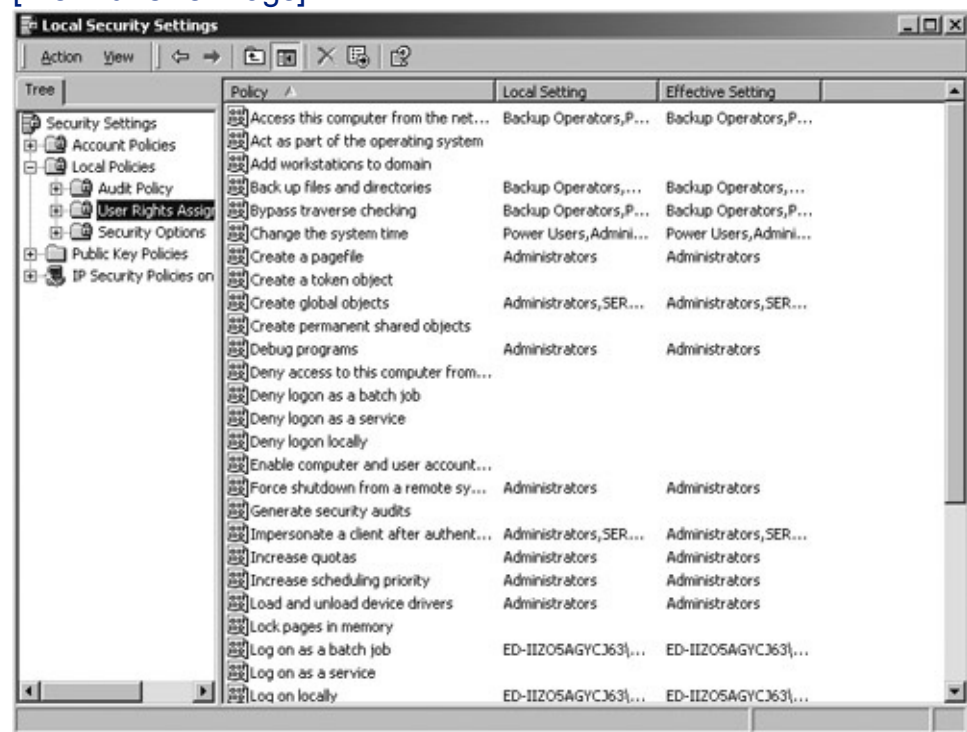 Local Security Settings
Action View
Tree
Policy Local Setting Effective Setting
Security Settings
Account Policies
Local Policies
Audit Policy
User Rights Assig
Security Options
Public Key Policies
IP Security Policies on
Access this computer from the net... Backup Operators,P... Backup Operators,P...
Act as part of the operating system
Add workstations to domain
Back up files and directories Backup Operators,... Backup Operators,...
Bypass traverse checking Backup Operators,P... Backup Operators,P...
Change the system time Power Users,Admini... Power Users,Admini...
Create a pagefile Administrators Administrators
Create a token object
Create global objects Administrators,SER... Administrators,SER...
Create permanent shared objects
Debug programs Administrators Administrators
Deny access to this computer from...
Deny logon as a batch job
Deny logon as a service
Deny logon locally
Enable computer and user account...
Force shutdown from a remote sy... Administrators Administrators
Generate security audits
Impersonate a client after authent... Administrators,SER... Administrators,SER...
Increase quotas Administrators Administrators
Increase scheduling priority Administrators Administrators
Load and unload device drivers Administrators Administrators
Lock pages in memory
Log on as a batch job ED-IIZO5AGYCJ63\... ED-IIZO5AGYCJ63\...
Log on as a service
Log on locally ED-IIZO5AGYCJ63\... ED-IIZO5AGYCJ63\...